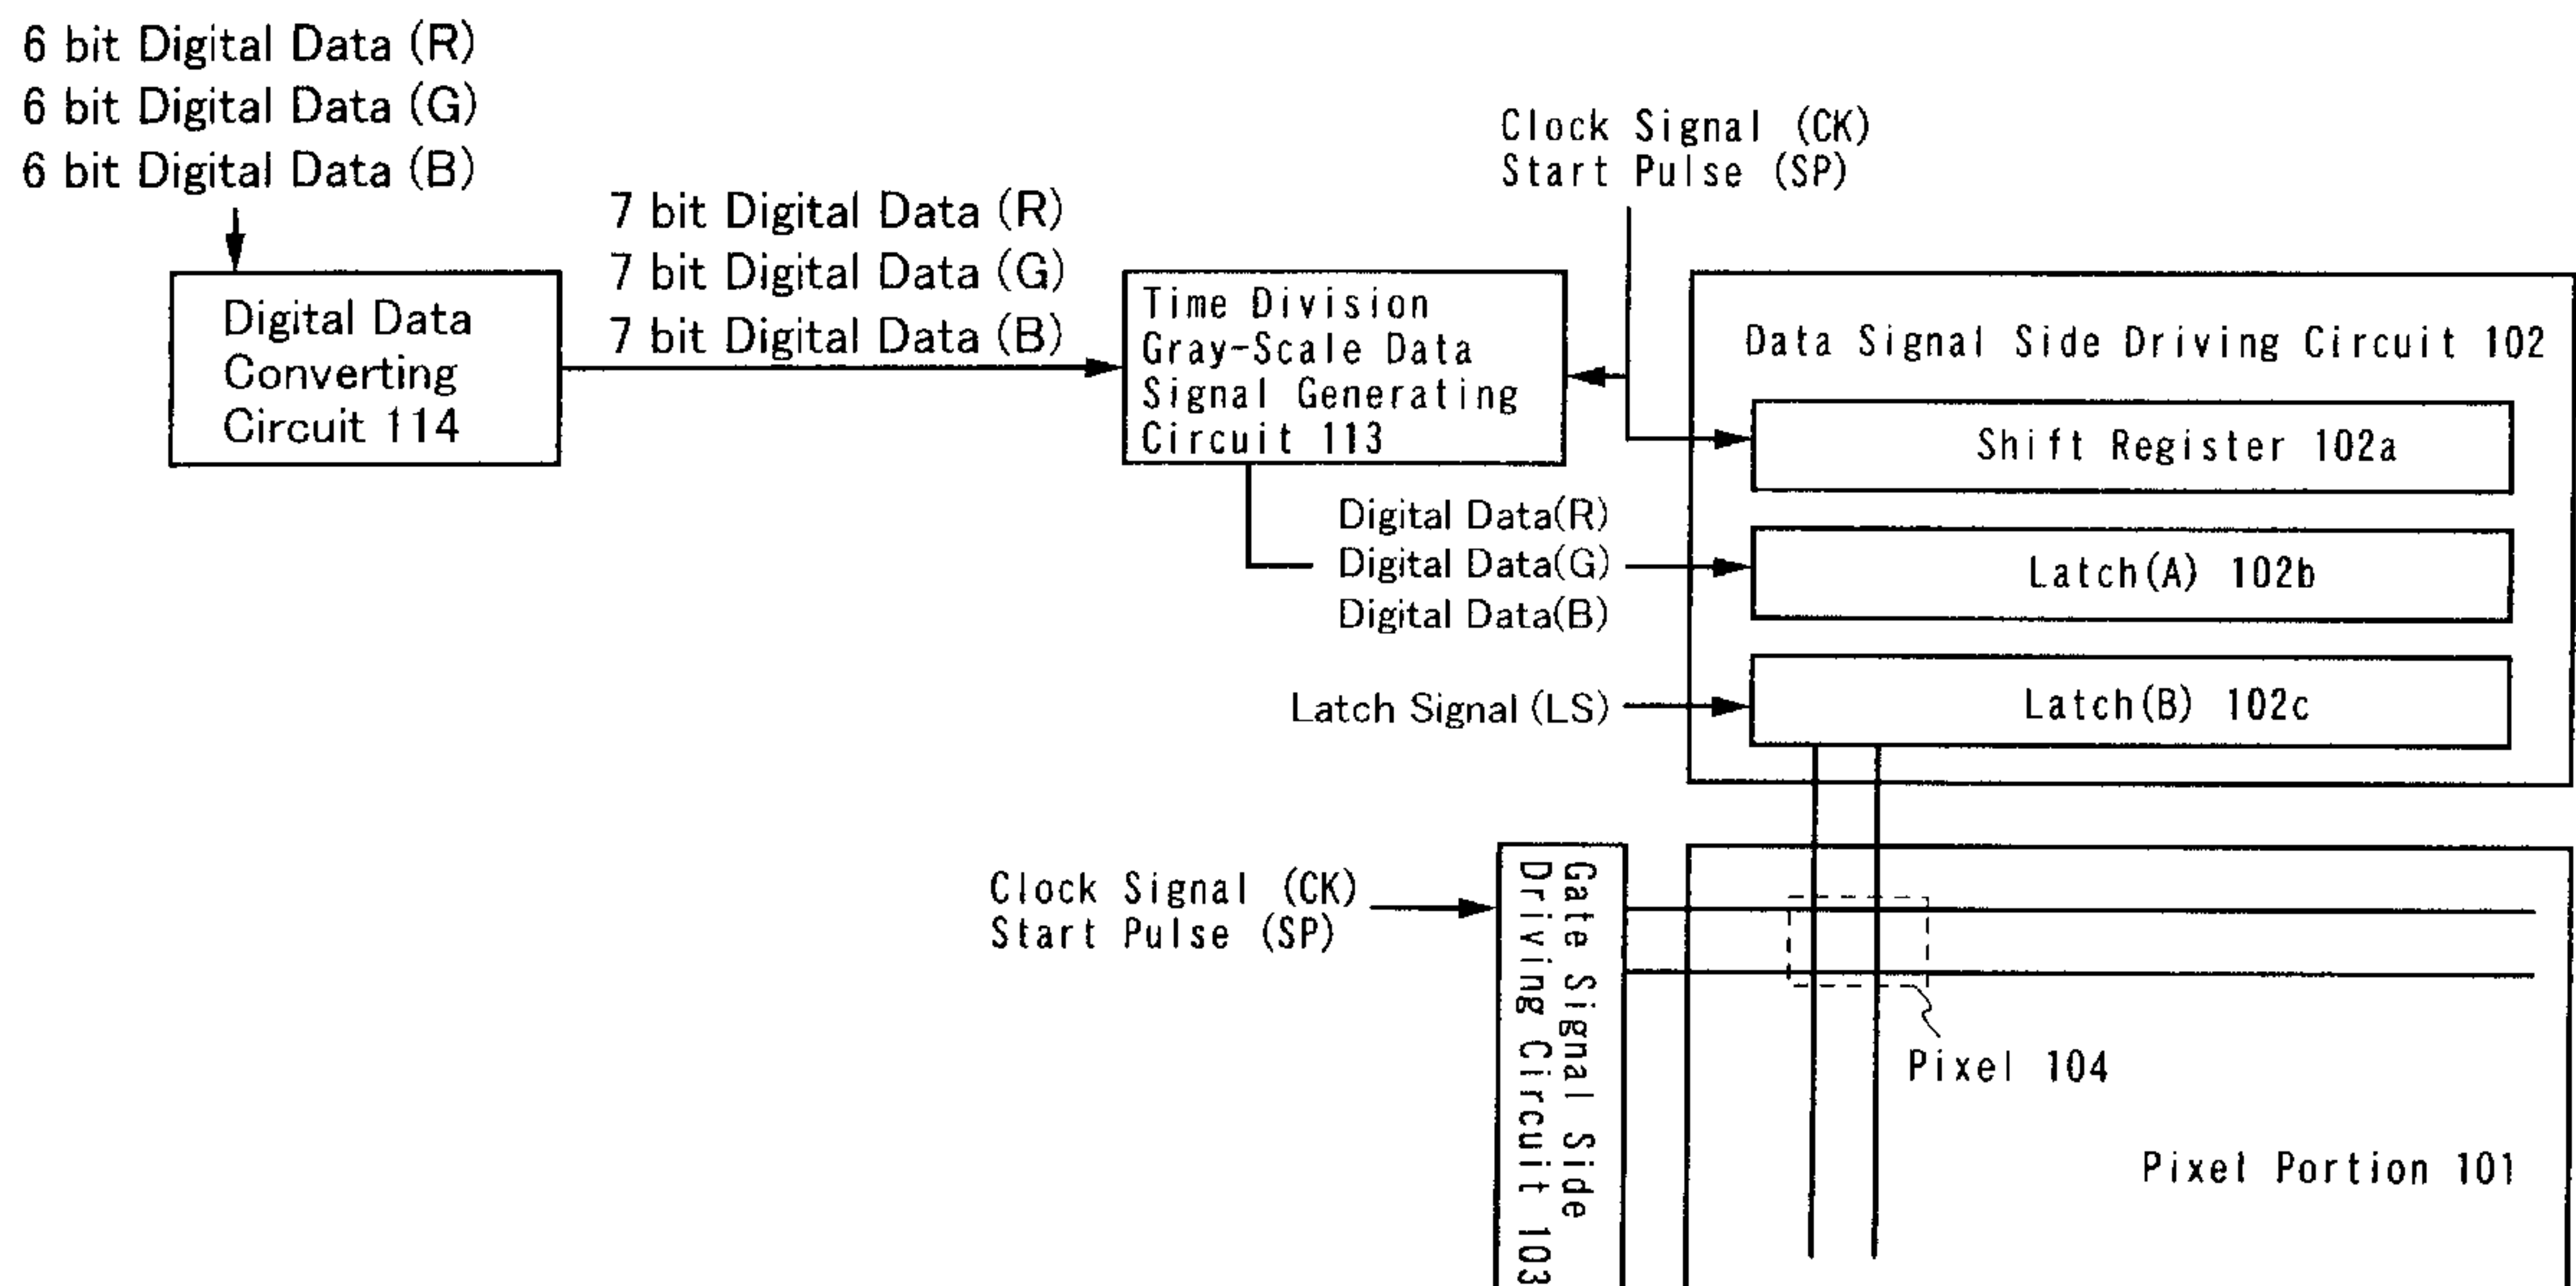 6 bit Digital Data (R)
6 bit Digital Data (G)
6 bit Digital Data (B)
7 bit Digital Data (R)
7 bit Digital Data (G)
7 bit Digital Data (B)
Digital Data
Converting
Circuit 114
Time Division
Gray-Scale Data
Signal Generating
Circuit 113
Clock Signal (CK)
Start Pulse (SP)
Data Signal Side Driving Circuit 102
Shift Register 102a
Digital Data(R)
Digital Data(G)
Digital Data(B)
Latch(A) 102b
Latch Signal (LS)
Latch(B) 102c
Clock Signal (CK)
Start Pulse (SP)
Gate Signal Side
Driving Circuit 103
Pixel 104
Pixel Portion 101